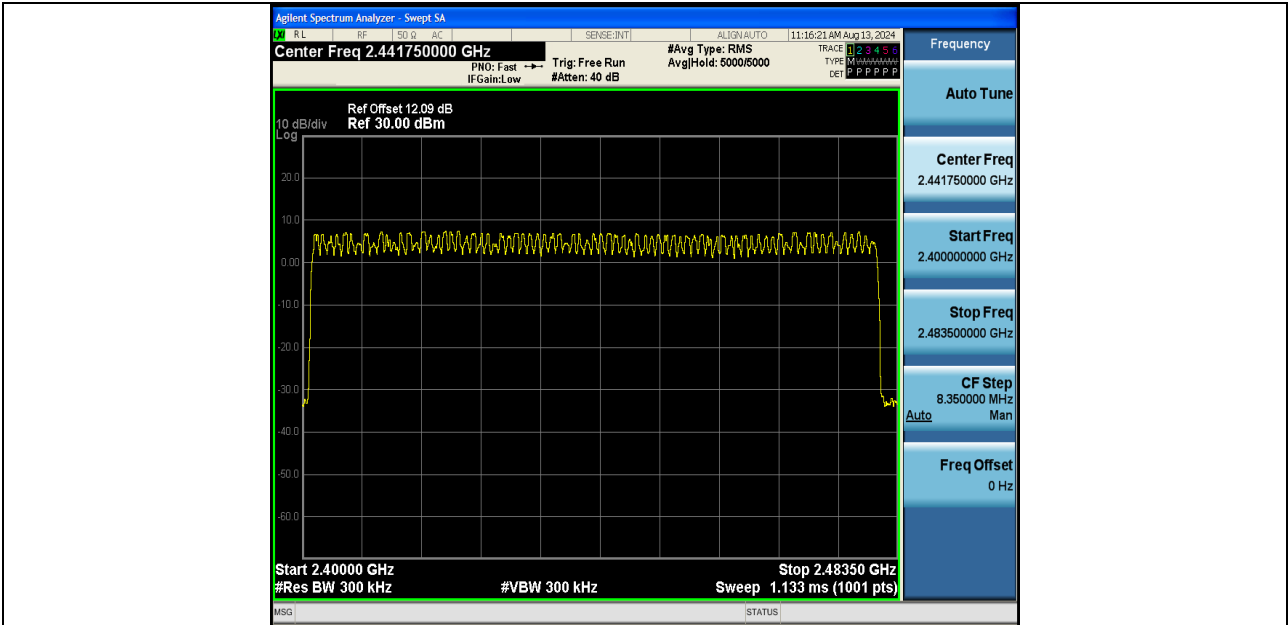 Agilent Spectrum Analyzer - Swept SA
RL RF 50 Ω AC SENSE:INT ALIGN AUTO 11:16:21 AM Aug 13, 2024
Center Freq 2.441750000 GHz
PNO: Fast
IFGain:Low
Trig: Free Run
#Atten: 40 dB
#Avg Type: RMS
Avg|Hold: 5000/5000
TRACE 1 2 3 4 5 6
TYPE M
DET P P P P P P
Ref Offset 12.09 dB
10 dB/div Ref 30.00 dBm
Log
20.0
10.0
0.00
-10.0
-20.0
-30.0
-40.0
-50.0
-60.0
Start 2.40000 GHz Stop 2.48350 GHz
#Res BW 300 kHz #VBW 300 kHz Sweep 1.133 ms (1001 pts)
MSG STATUS
Frequency
Auto Tune
Center Freq
2.441750000 GHz
Start Freq
2.400000000 GHz
Stop Freq
2.483500000 GHz
CF Step
8.350000 MHz
Auto Man
Freq Offset
0 Hz